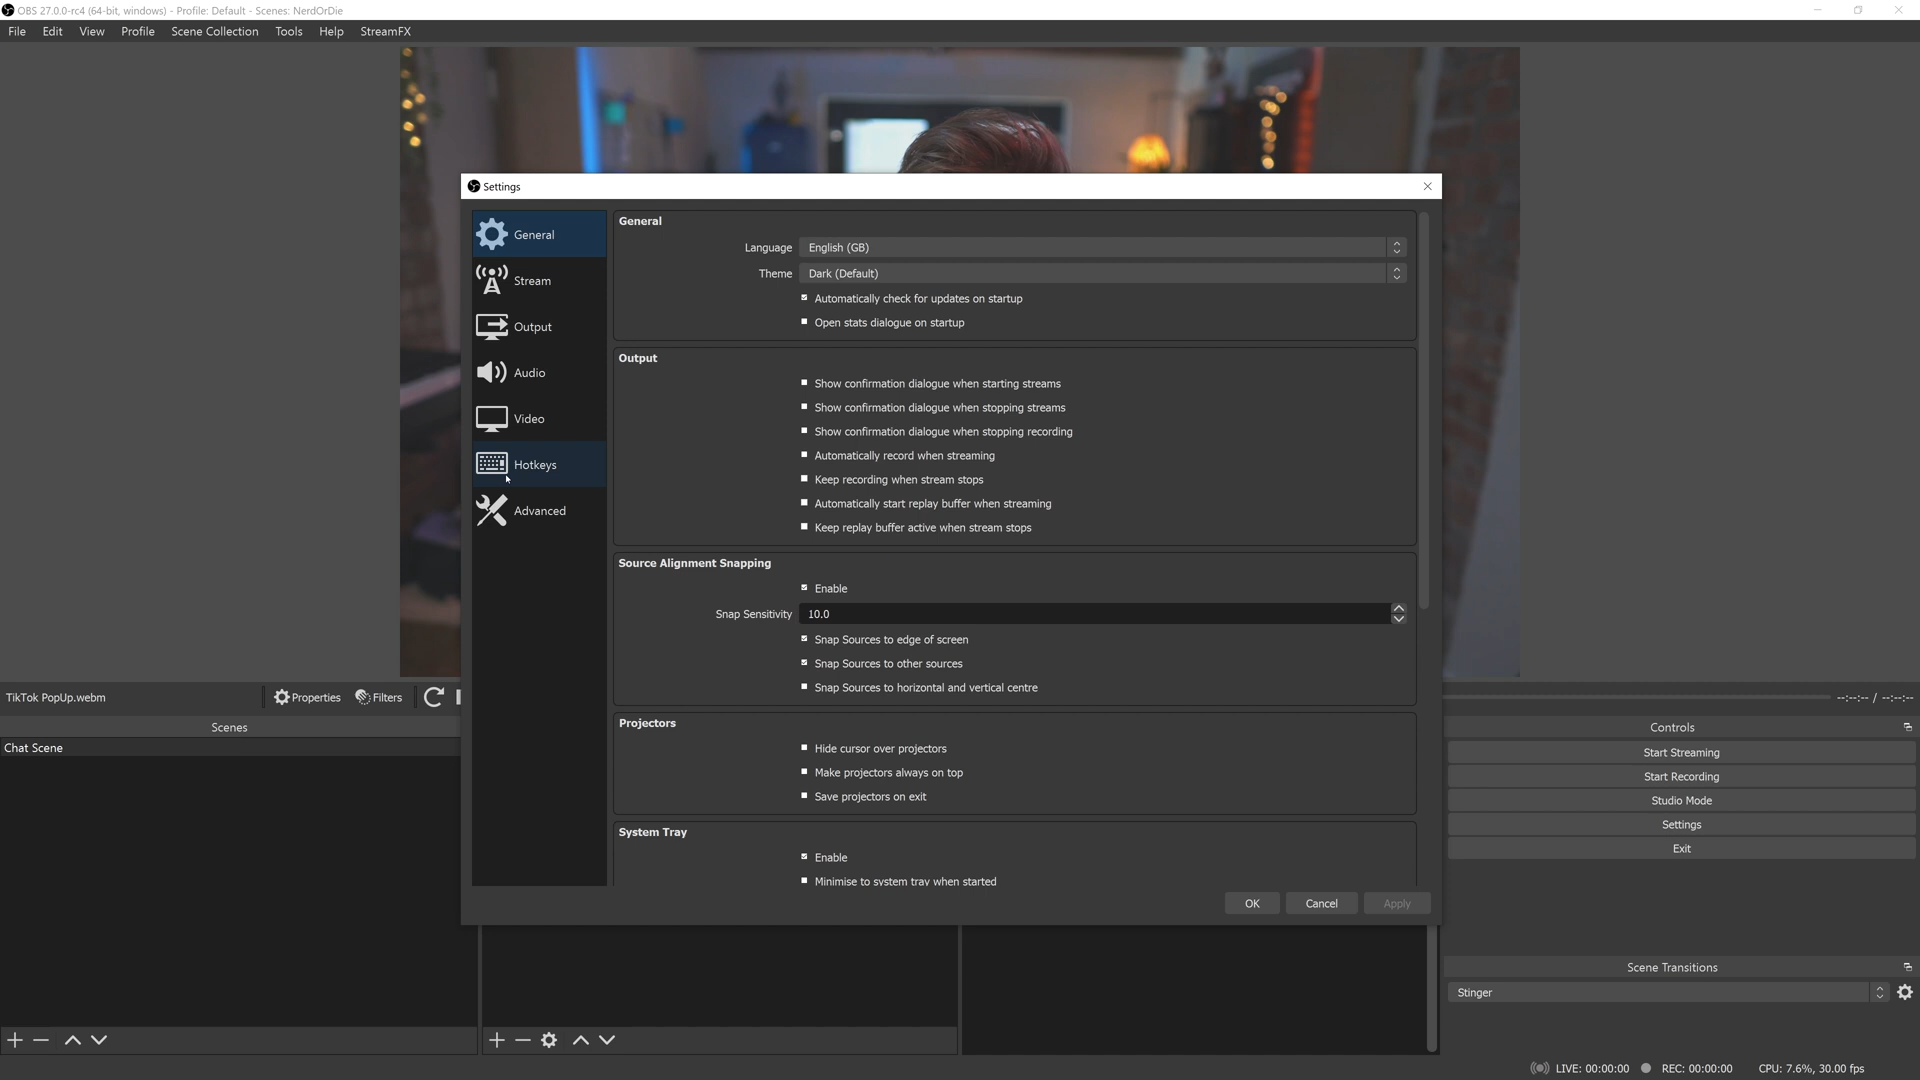 OBS 27.0.0-rc4 (64-bit, windows) - Profile: Default - Scenes: NerdOrDie
File Edit View Profile Scene Collection Tools Help StreamFX
Settings
General
Stream
Output
Audio
Video
Hotkeys
Advanced
General
Language English (GB)
Theme Dark (Default)
Automatically check for updates on startup
Open stats dialogue on startup
Output
Show confirmation dialogue when starting streams
Show confirmation dialogue when stopping streams
Show confirmation dialogue when stopping recording
Automatically record when streaming
Keep recording when stream stops
Automatically start replay buffer when streaming
Keep replay buffer active when stream stops
Source Alignment Snapping
Enable
Snap Sensitivity 10.0
Snap Sources to edge of screen
Snap Sources to other sources
Snap Sources to horizontal and vertical centre
Projectors
Hide cursor over projectors
Make projectors always on top
Save projectors on exit
System Tray
Enable
Minimise to system tray when started
OK Cancel Apply
TikTok PopUp.webm Properties Filters --:--:-- / --:--:--
Scenes
Chat Scene
Controls
Start Streaming
Start Recording
Studio Mode
Settings
Exit
Scene Transitions
Stinger
LIVE: 00:00:00 REC: 00:00:00 CPU: 7.6%, 30.00 fps